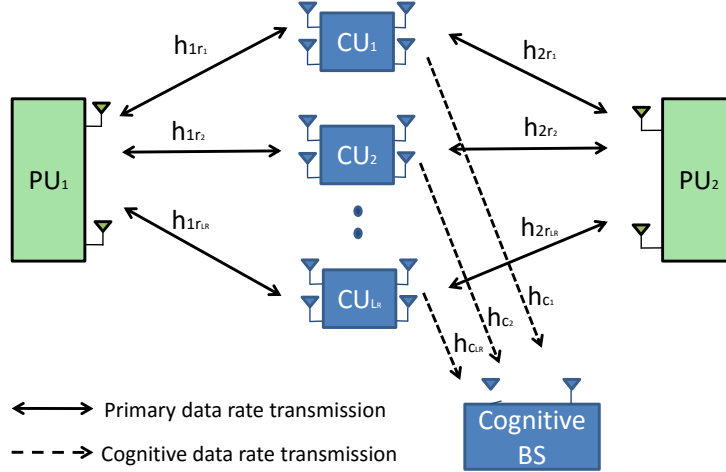 h1r1
CU1
h2r1
h1r2
CU2
h2r2
PU1
PU2
h1rLR
CULR
h2rLR
hC1
hC2
hCLR
Primary data rate transmission
Cognitive data rate transmission
Cognitive
BS